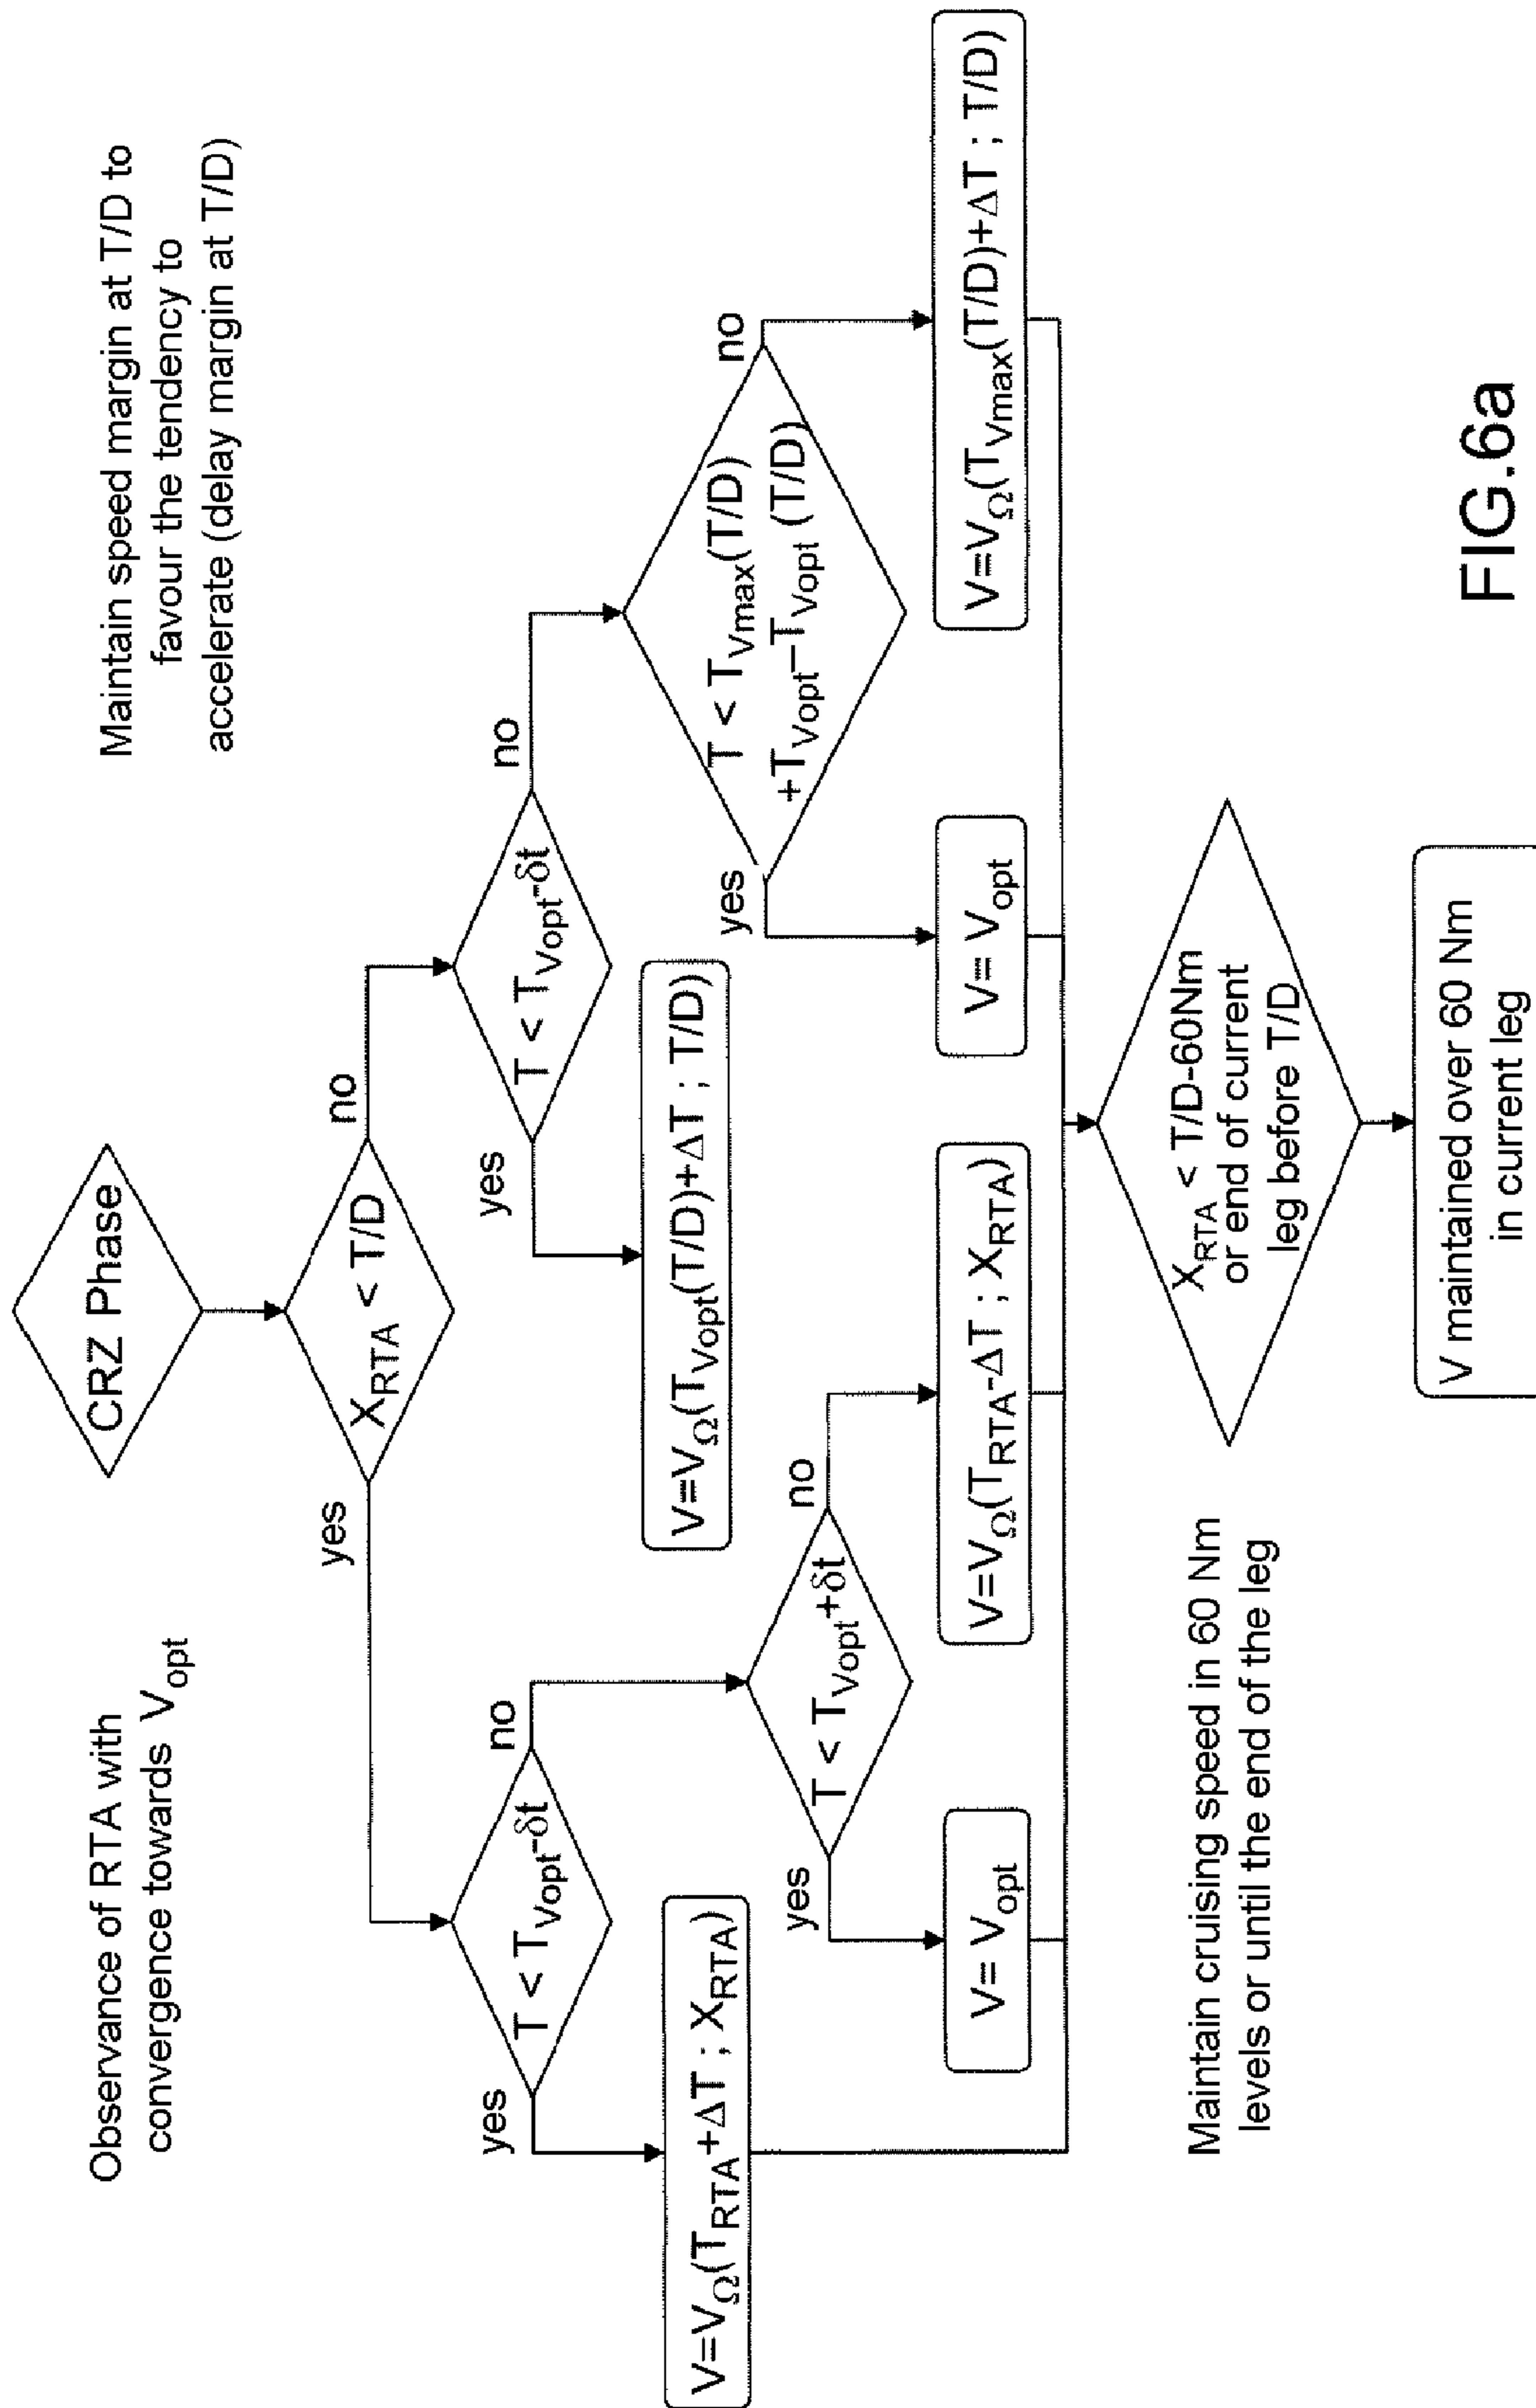 Observance of RTA with
convergence towards V_opt
Maintain speed margin at T/D to
favour the tendency to
accelerate (delay margin at T/D)
CRZ Phase
X_RTA < T/D
yes
no
T < T_Vopt-δt
yes
no
T < T_Vopt-δt
yes
no
V=V_Ω(T_RTA+ΔT ; X_RTA)
T < T_Vopt+δt
yes
no
V=V_Ω(T_Vopt(T/D)+ΔT ; T/D)
T < T_Vmax(T/D)
+T_Vopt-T_Vopt (T/D)
yes
no
V= V_opt
V=V_Ω(T_RTA-ΔT ; X_RTA)
V= V_opt
V=V_Ω(T_Vmax(T/D)+ΔT ; T/D)
Maintain cruising speed in 60 Nm
levels or until the end of the leg
X_RTA < T/D-60Nm
or end of current
leg before T/D
V maintained over 60 Nm
in current leg
FIG.6a